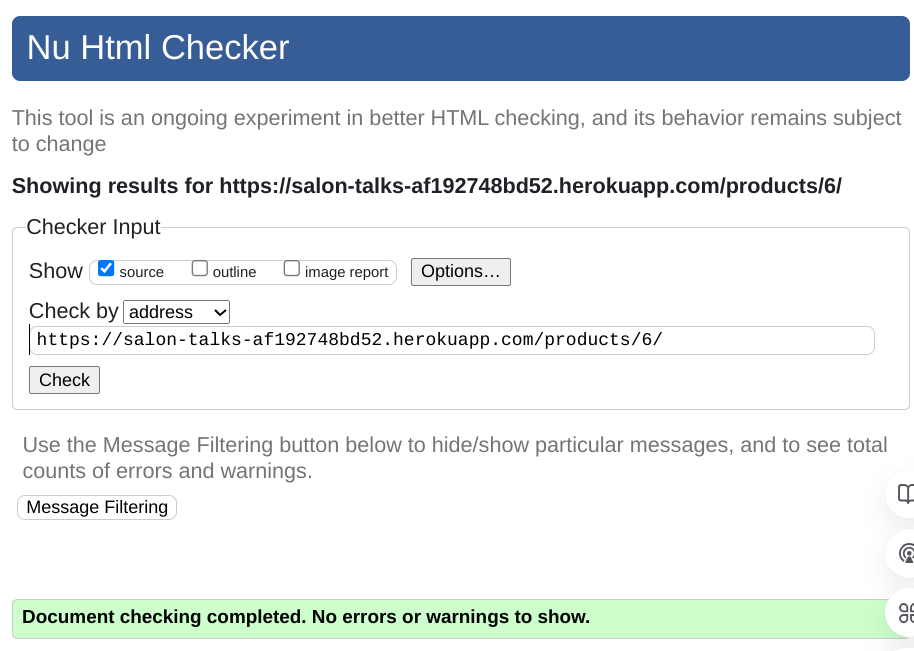 Nu Html Checker
This tool is an ongoing experiment in better HTML checking, and its behavior remains subject
to change
Showing results for https://salon-talks-af192748bd52.herokuapp.com/products/6/
Checker Input
Show source outline image report Options...
Check by address
https://salon-talks-af192748bd52.herokuapp.com/products/6/
Check
Use the Message Filtering button below to hide/show particular messages, and to see total
counts of errors and warnings.
Message Filtering
Document checking completed. No errors or warnings to show.